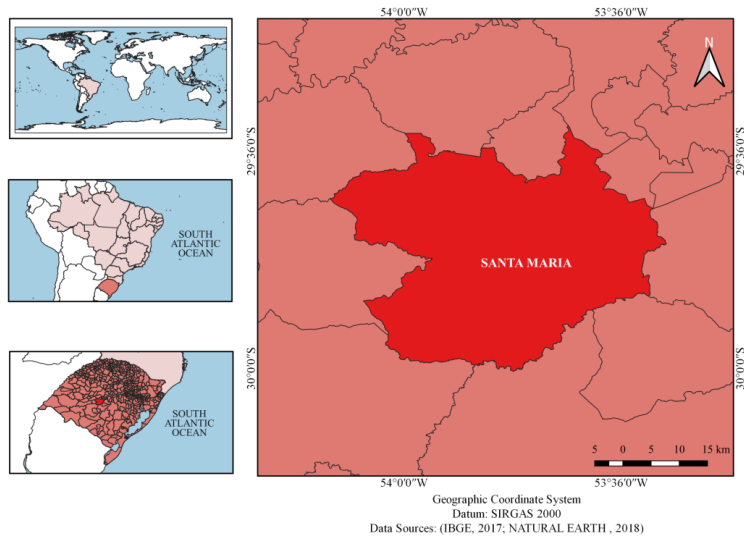 54°0'0"W 53°36'0"W
N
29°36'0"S 29°36'0"S
SOUTH
ATLANTIC
OCEAN
SANTA MARIA
30°0'0"S 30°0'0"S
SOUTH
ATLANTIC
OCEAN
5 0 5 10 15 km
54°0'0"W 53°36'0"W
Geographic Coordinate System
Datum: SIRGAS 2000
Data Sources: (IBGE, 2017; NATURAL EARTH , 2018)